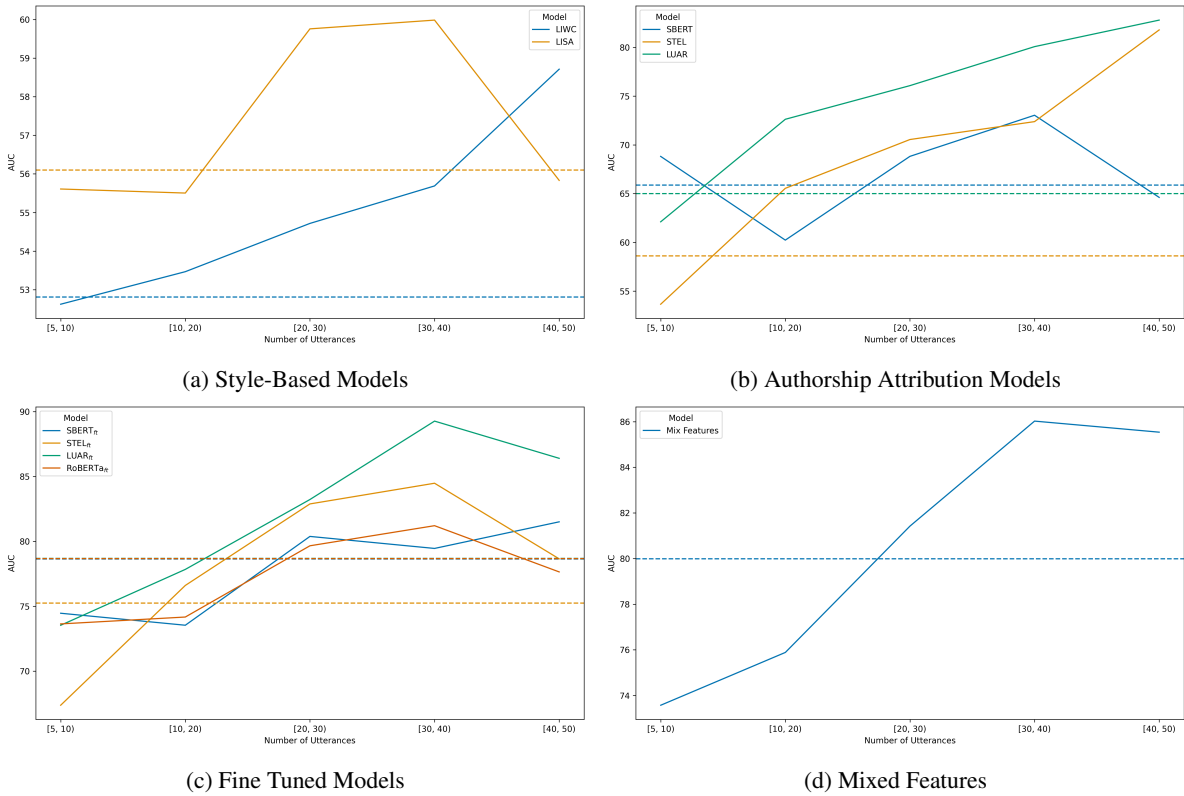 60
59
58
57
56
55
54
53
AUC
[5, 10)
[10, 20)
[20, 30)
[30, 40)
[40, 50)
Number of Utterances
Model
LIWC
LISA
(a) Style-Based Models
80
75
70
65
60
55
AUC
[5, 10)
[10, 20)
[20, 30)
[30, 40)
[40, 50)
Number of Utterances
Model
SBERT
STEL
LUAR
(b) Authorship Attribution Models
90
85
80
75
70
AUC
[5, 10)
[10, 20)
[20, 30)
[30, 40)
[40, 50)
Number of Utterances
Model
SBERTft
STELft
LUARft
RoBERTaft
(c) Fine Tuned Models
86
84
82
80
78
76
74
AUC
[5, 10)
[10, 20)
[20, 30)
[30, 40)
[40, 50)
Number of Utterances
Model
Mix Features
(d) Mixed Features